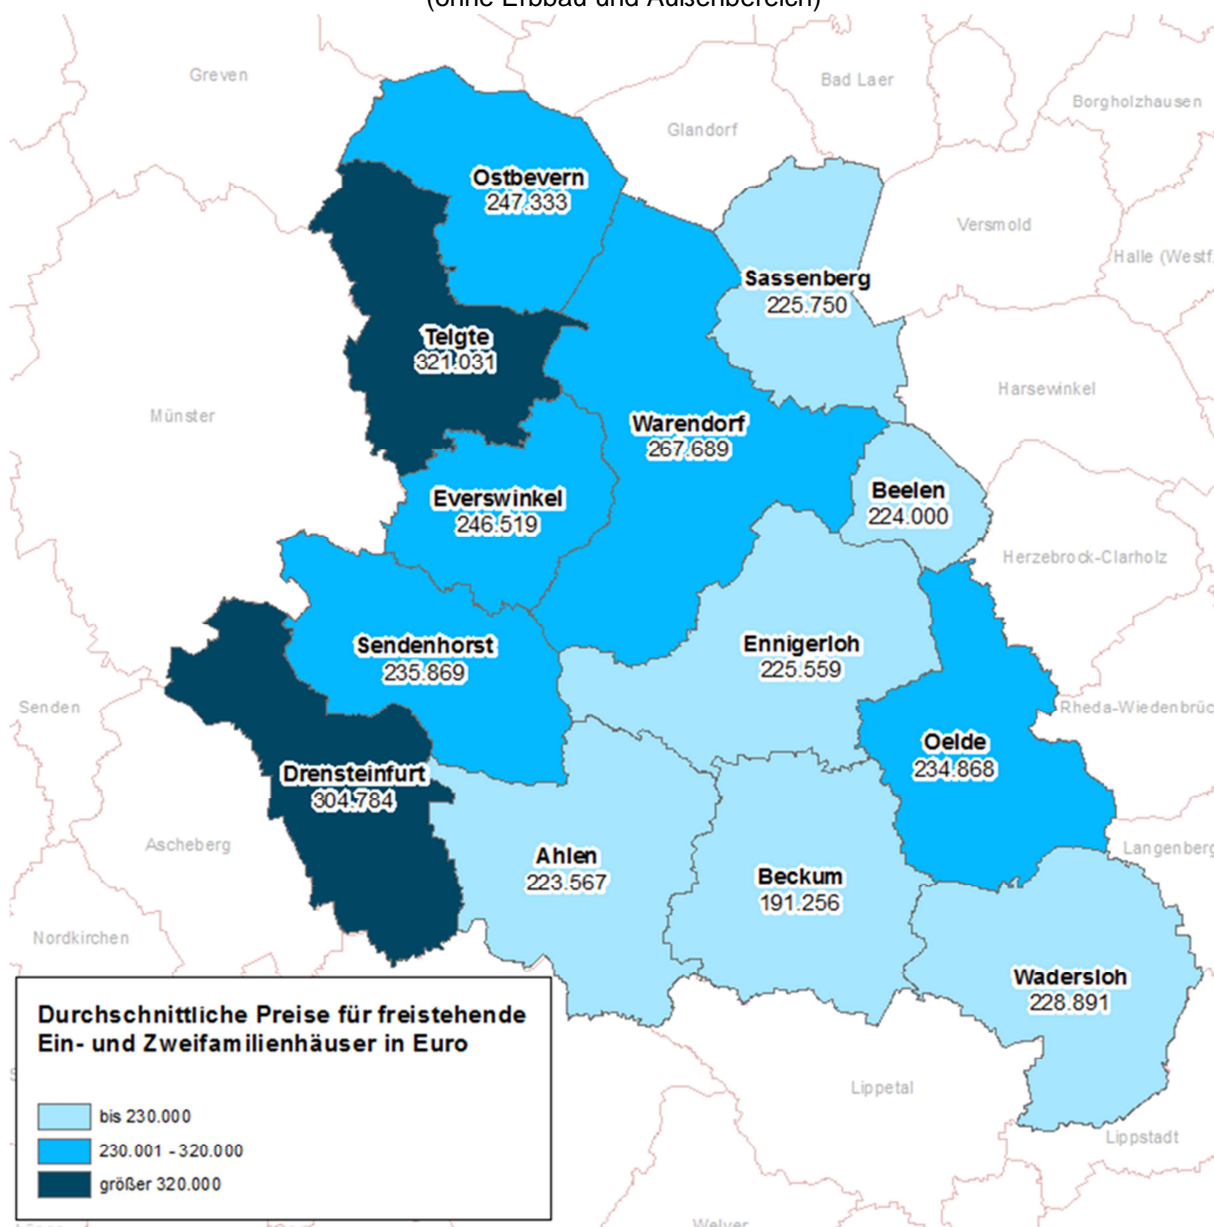 (ohne Erbbau und Außenbereich)
Greven
Bad Laer
Borgholzhausen
Glandorf
Ostbevern
247.333
Versmold
Halle (Westf.
Sassenberg
225.750
Telgte
321.031
Harsewinkel
Münster
Warendorf
267.689
Everswinkel
246.519
Beelen
224.000
Herzebrock-Clarholz
Sendenhorst
235.869
Ennigerloh
225.559
Senden
Rheda-Wiedenbrüc
Oelde
234.868
Drensteinfurt
304.784
Ascheberg
Langenberg
Ahlen
223.567
Beckum
191.256
Nordkirchen
Wadersloh
228.891
Durchschnittliche Preise für freistehende
Ein- und Zweifamilienhäuser in Euro
bis 230.000
230.001 - 320.000
größer 320.000
Lippetal
Lippstadt
Welver